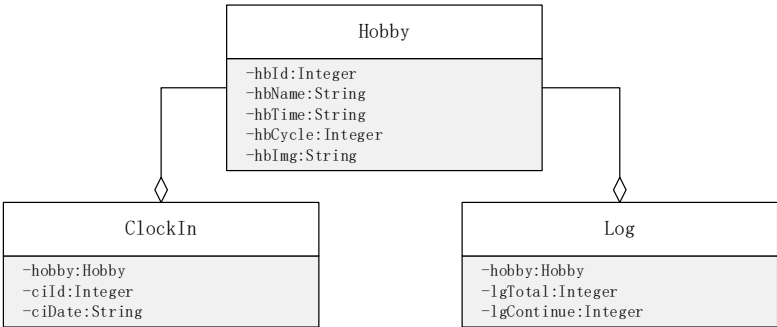 Hobby
-hbId:Integer
-hbName:String
-hbTime:String
-hbCycle:Integer
-hbImg:String
ClockIn
-hobby:Hobby
-ciId:Integer
-ciDate:String
Log
-hobby:Hobby
-lgTotal:Integer
-lgContinue:Integer